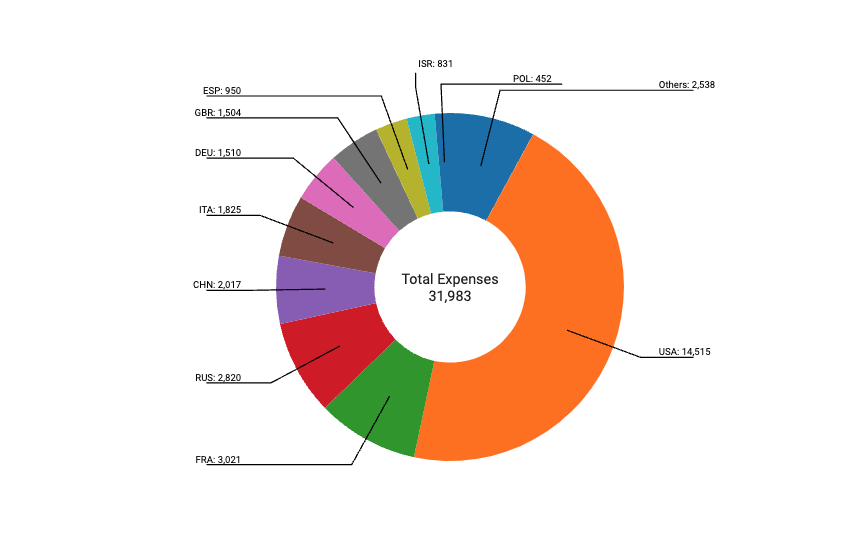 ISR: 831
POL: 452
Others: 2,538
ESP: 950
GBR: 1,504
DEU: 1,510
ITA: 1,825
CHN: 2,017
Total Expenses
31,983
USA: 14,515
RUS: 2,820
FRA: 3,021